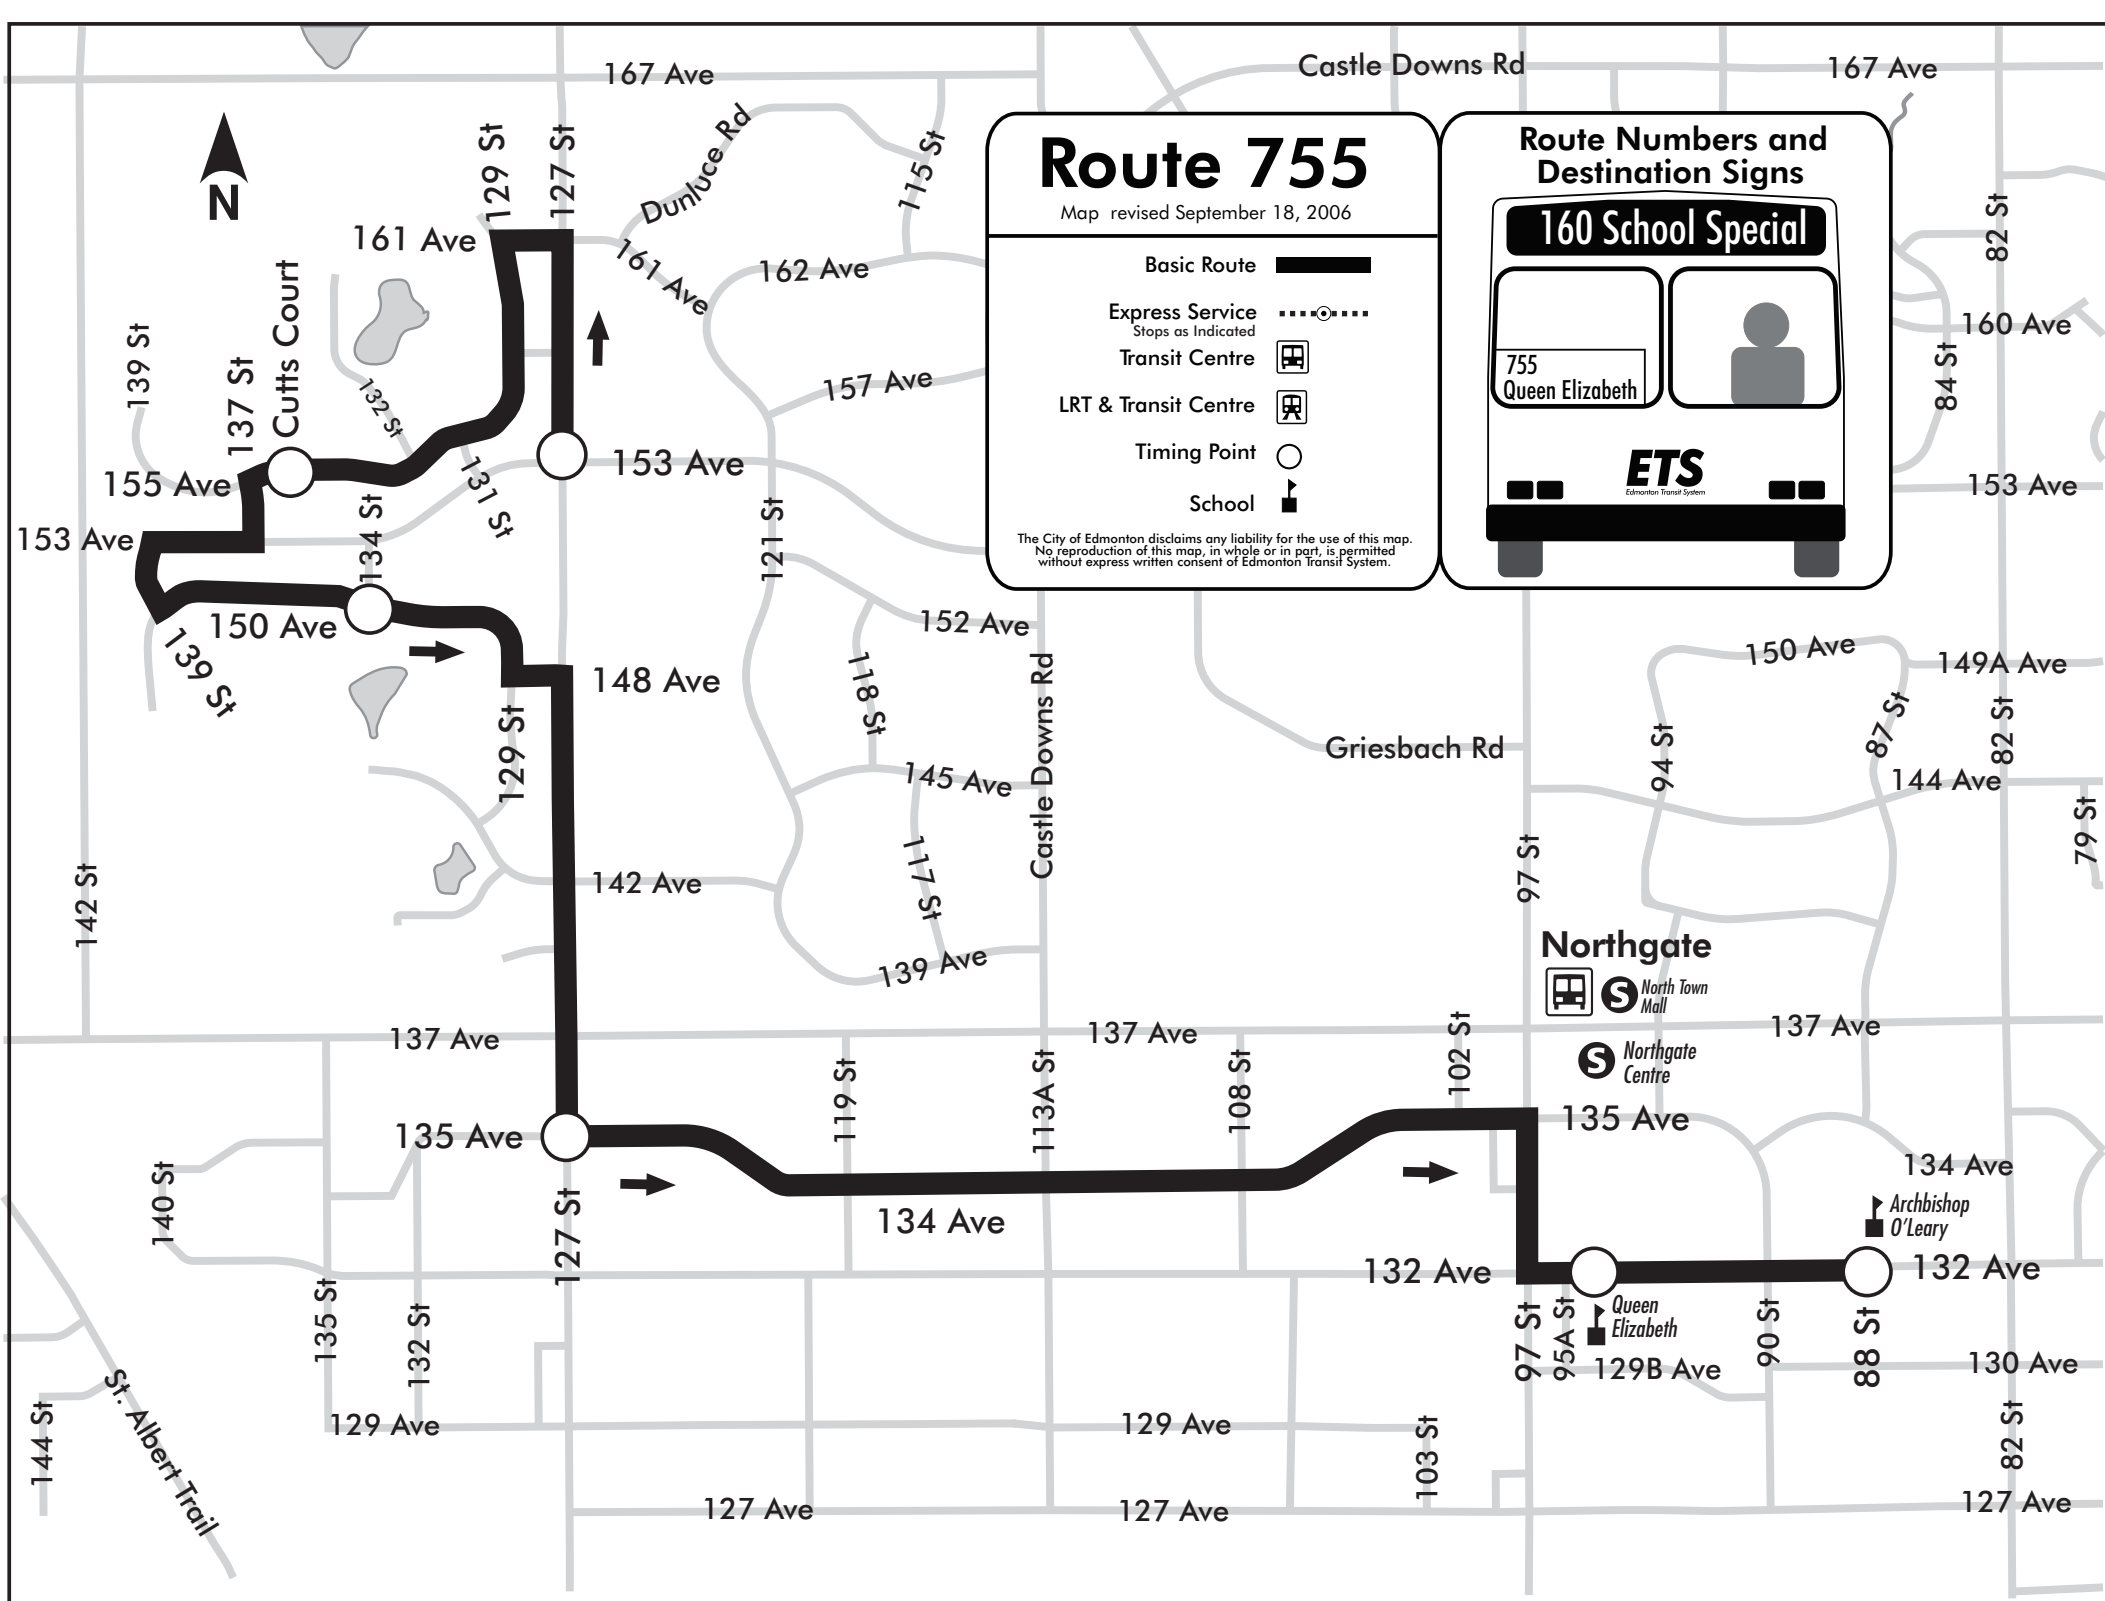 167 Ave
Castle Downs Rd
167 Ave
N
129 St
127 St
Dunluce Rd
115 St
161 Ave
161 Ave
162 Ave
157 Ave
139 St
137 St
Cutts Court
132 St
131 St
155 Ave
153 Ave
153 Ave
134 St
121 St
150 Ave
139 St
148 Ave
129 St
152 Ave
118 St
Castle Downs Rd
145 Ave
117 St
142 St
142 Ave
139 Ave
Route 755
Map revised September 18, 2006
Basic Route
Express Service
Stops as Indicated
Transit Centre
LRT & Transit Centre
Timing Point
School
The City of Edmonton disclaims any liability for the use of this map.
No reproduction of this map, in whole or in part, is permitted
without express written consent of Edmonton Transit System.
Route Numbers and
Destination Signs
160 School Special
755
Queen Elizabeth
ETS
Edmonton Transit System
82 St
160 Ave
84 St
153 Ave
150 Ave
149A Ave
Griesbach Rd
94 St
87 St
82 St
144 Ave
79 St
97 St
Northgate
S
North Town
Mall
137 Ave
137 Ave
137 Ave
S
Northgate
Centre
102 St
119 St
113A St
108 St
135 Ave
135 Ave
134 Ave
140 St
127 St
134 Ave
Archbishop
O'Leary
132 Ave
132 Ave
Queen
Elizabeth
135 St
132 St
97 St
95A St
90 St
88 St
129B Ave
130 Ave
St. Albert Trail
144 St
129 Ave
129 Ave
103 St
82 St
127 Ave
127 Ave
127 Ave